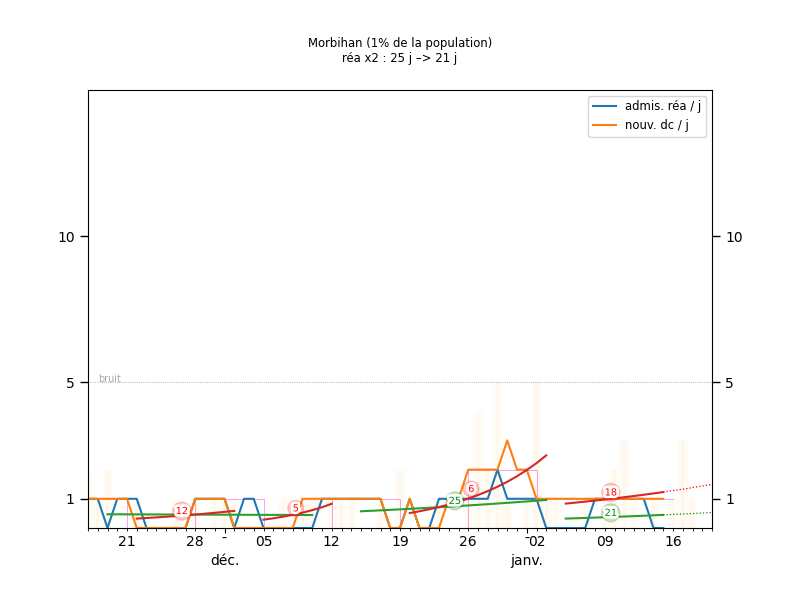 Morbihan (1% de la population)
réa x2 : 25 j –> 21 j
admis. réa / j
nouv. dc / j
10 10
bruit
5 5
1 12 5 25 6 18 21 1
21 28 - 05 12 19 26 - 02 09 16
déc. janv.